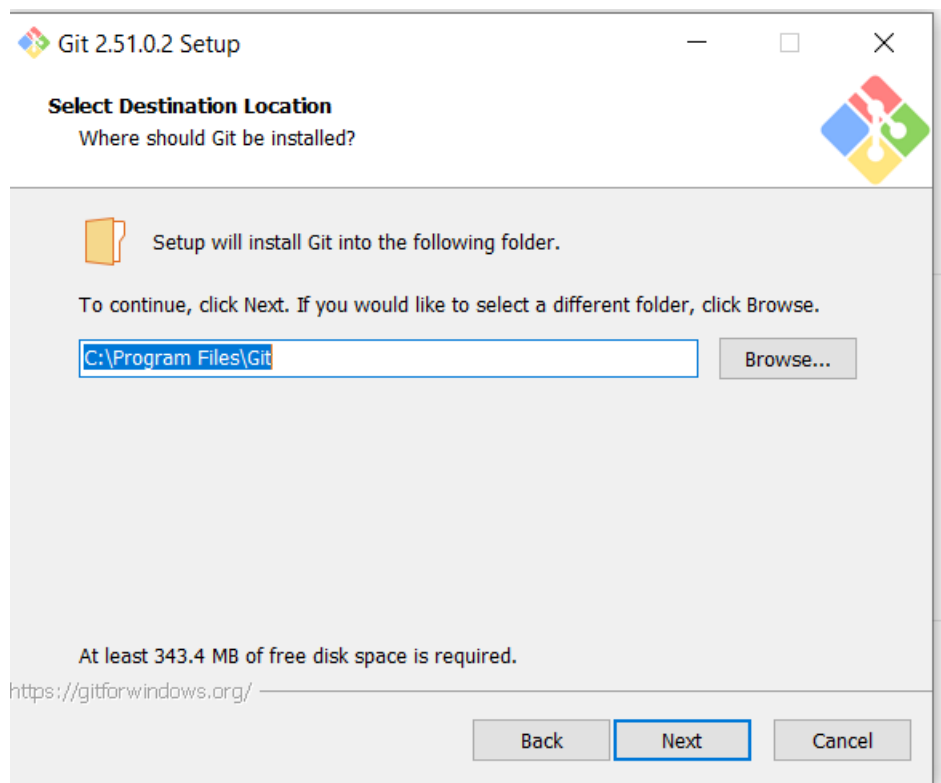 Git 2.51.0.2 Setup
Select Destination Location
Where should Git be installed?
Setup will install Git into the following folder.
To continue, click Next. If you would like to select a different folder, click Browse.
C:\Program Files\Git
Browse...
At least 343.4 MB of free disk space is required.
https://gitforwindows.org/
Back Next Cancel